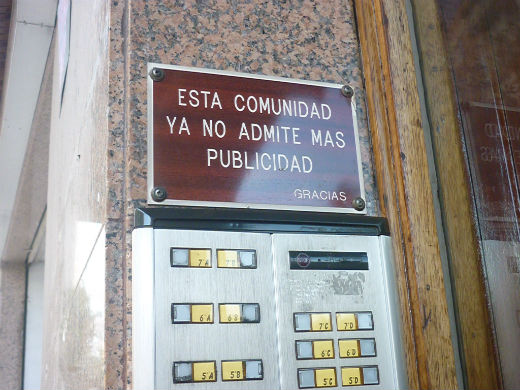 ESTA COMUNIDAD
YA NO ADMITE MAS
PUBLICIDAD
GRACIAS
7A
7B
6A
6B
7C 7D
6C 6D
5A
5B
5C 5D